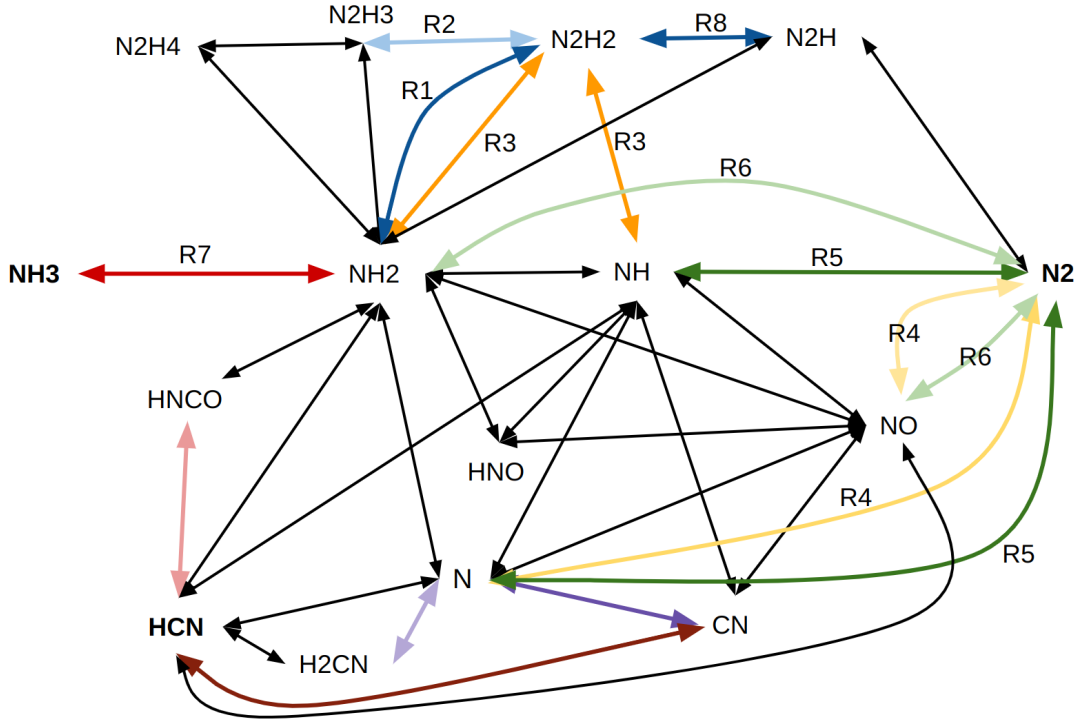 N2H3
R2
R8
N2H4
N2H2
N2H
R1
R3
R3
R6
R7
R5
NH3
NH2
NH
N2
R4
R6
HNCO
NO
HNO
R4
R5
N
HCN
CN
H2CN